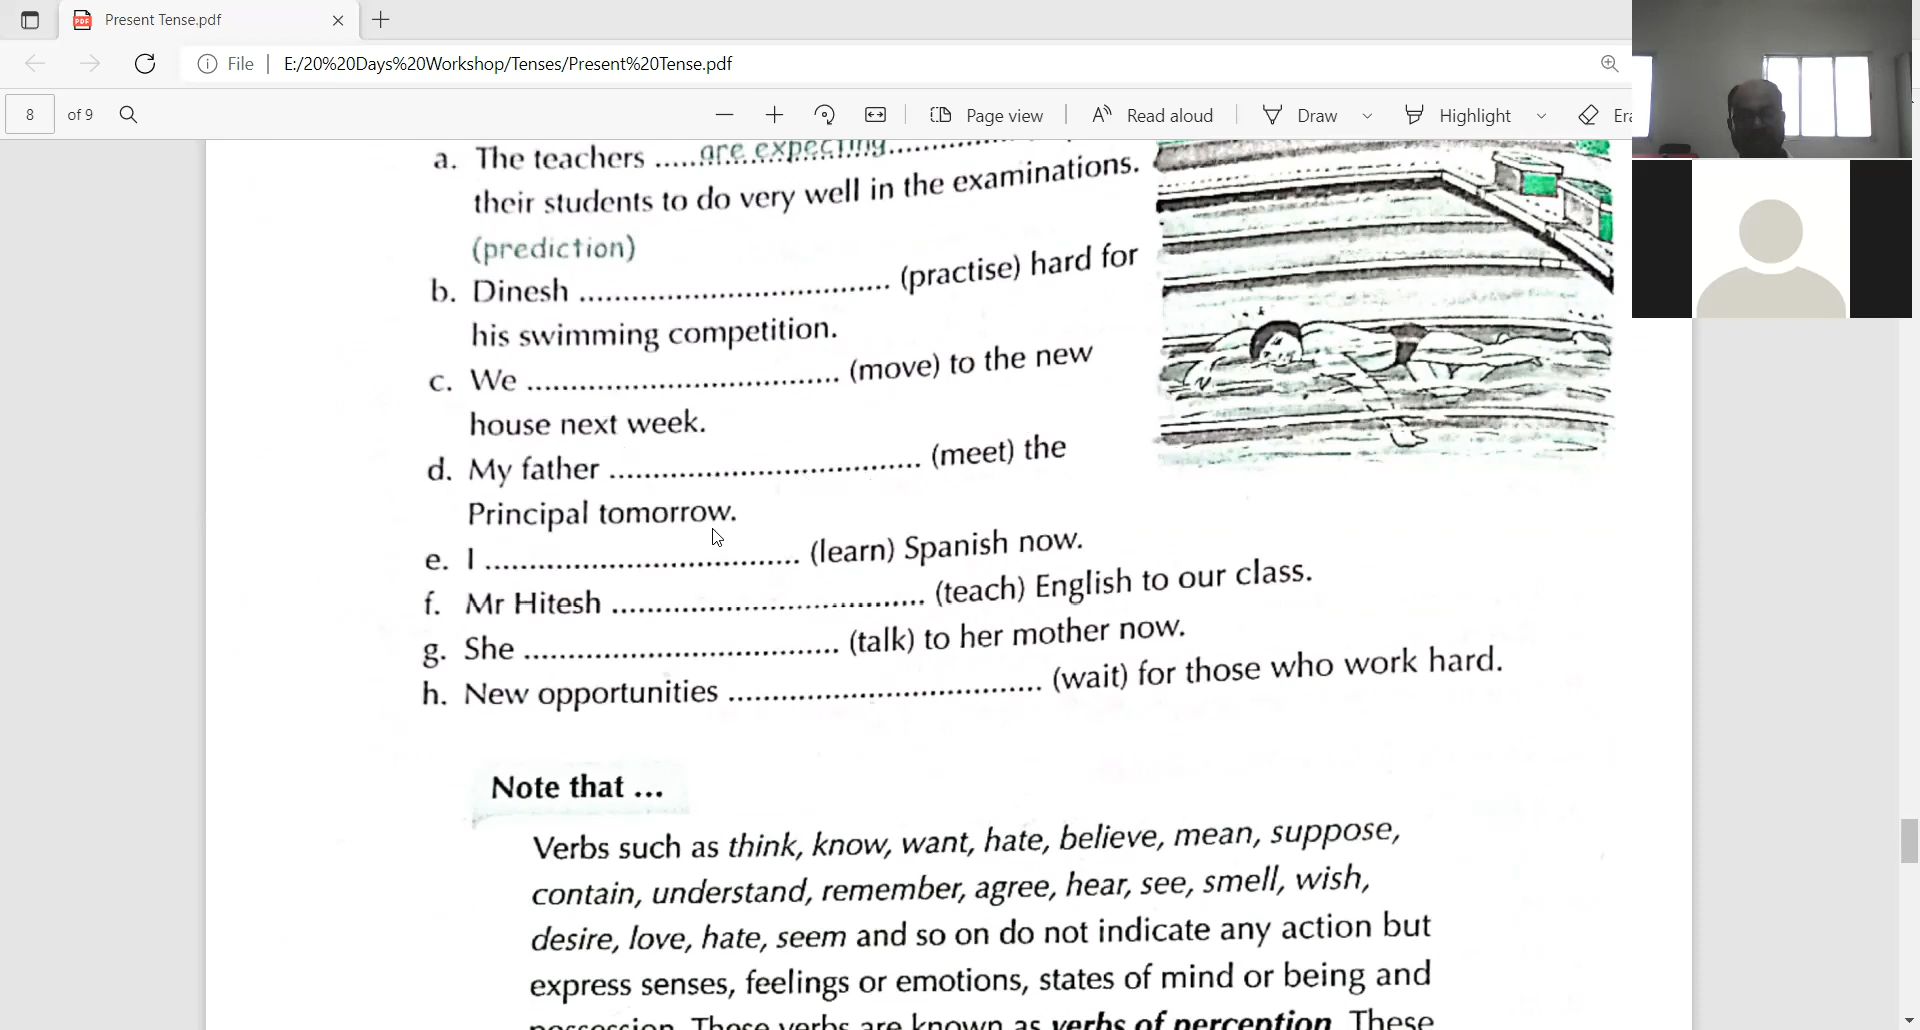 Present Tense.pdf
File
E:/20%20Days%20Workshop/Tenses/Present%20Tense.pdf
8 of 9
Page view
Read aloud
Draw
Highlight
a. The teachers .....are expecting..............
their students to do very well in the examinations.
(prediction)
b. Dinesh .................................... (practise) hard for
his swimming competition.
c. We .................................... (move) to the new
house next week.
d. My father .................................... (meet) the
Principal tomorrow.
e. I .................................... (learn) Spanish now.
f. Mr Hitesh .................................... (teach) English to our class.
g. She .................................... (talk) to her mother now.
h. New opportunities .................................... (wait) for those who work hard.
Note that ...
Verbs such as think, know, want, hate, believe, mean, suppose,
contain, understand, remember, agree, hear, see, smell, wish,
desire, love, hate, seem and so on do not indicate any action but
express senses, feelings or emotions, states of mind or being and
possession. These verbs are known as verbs of perception. These